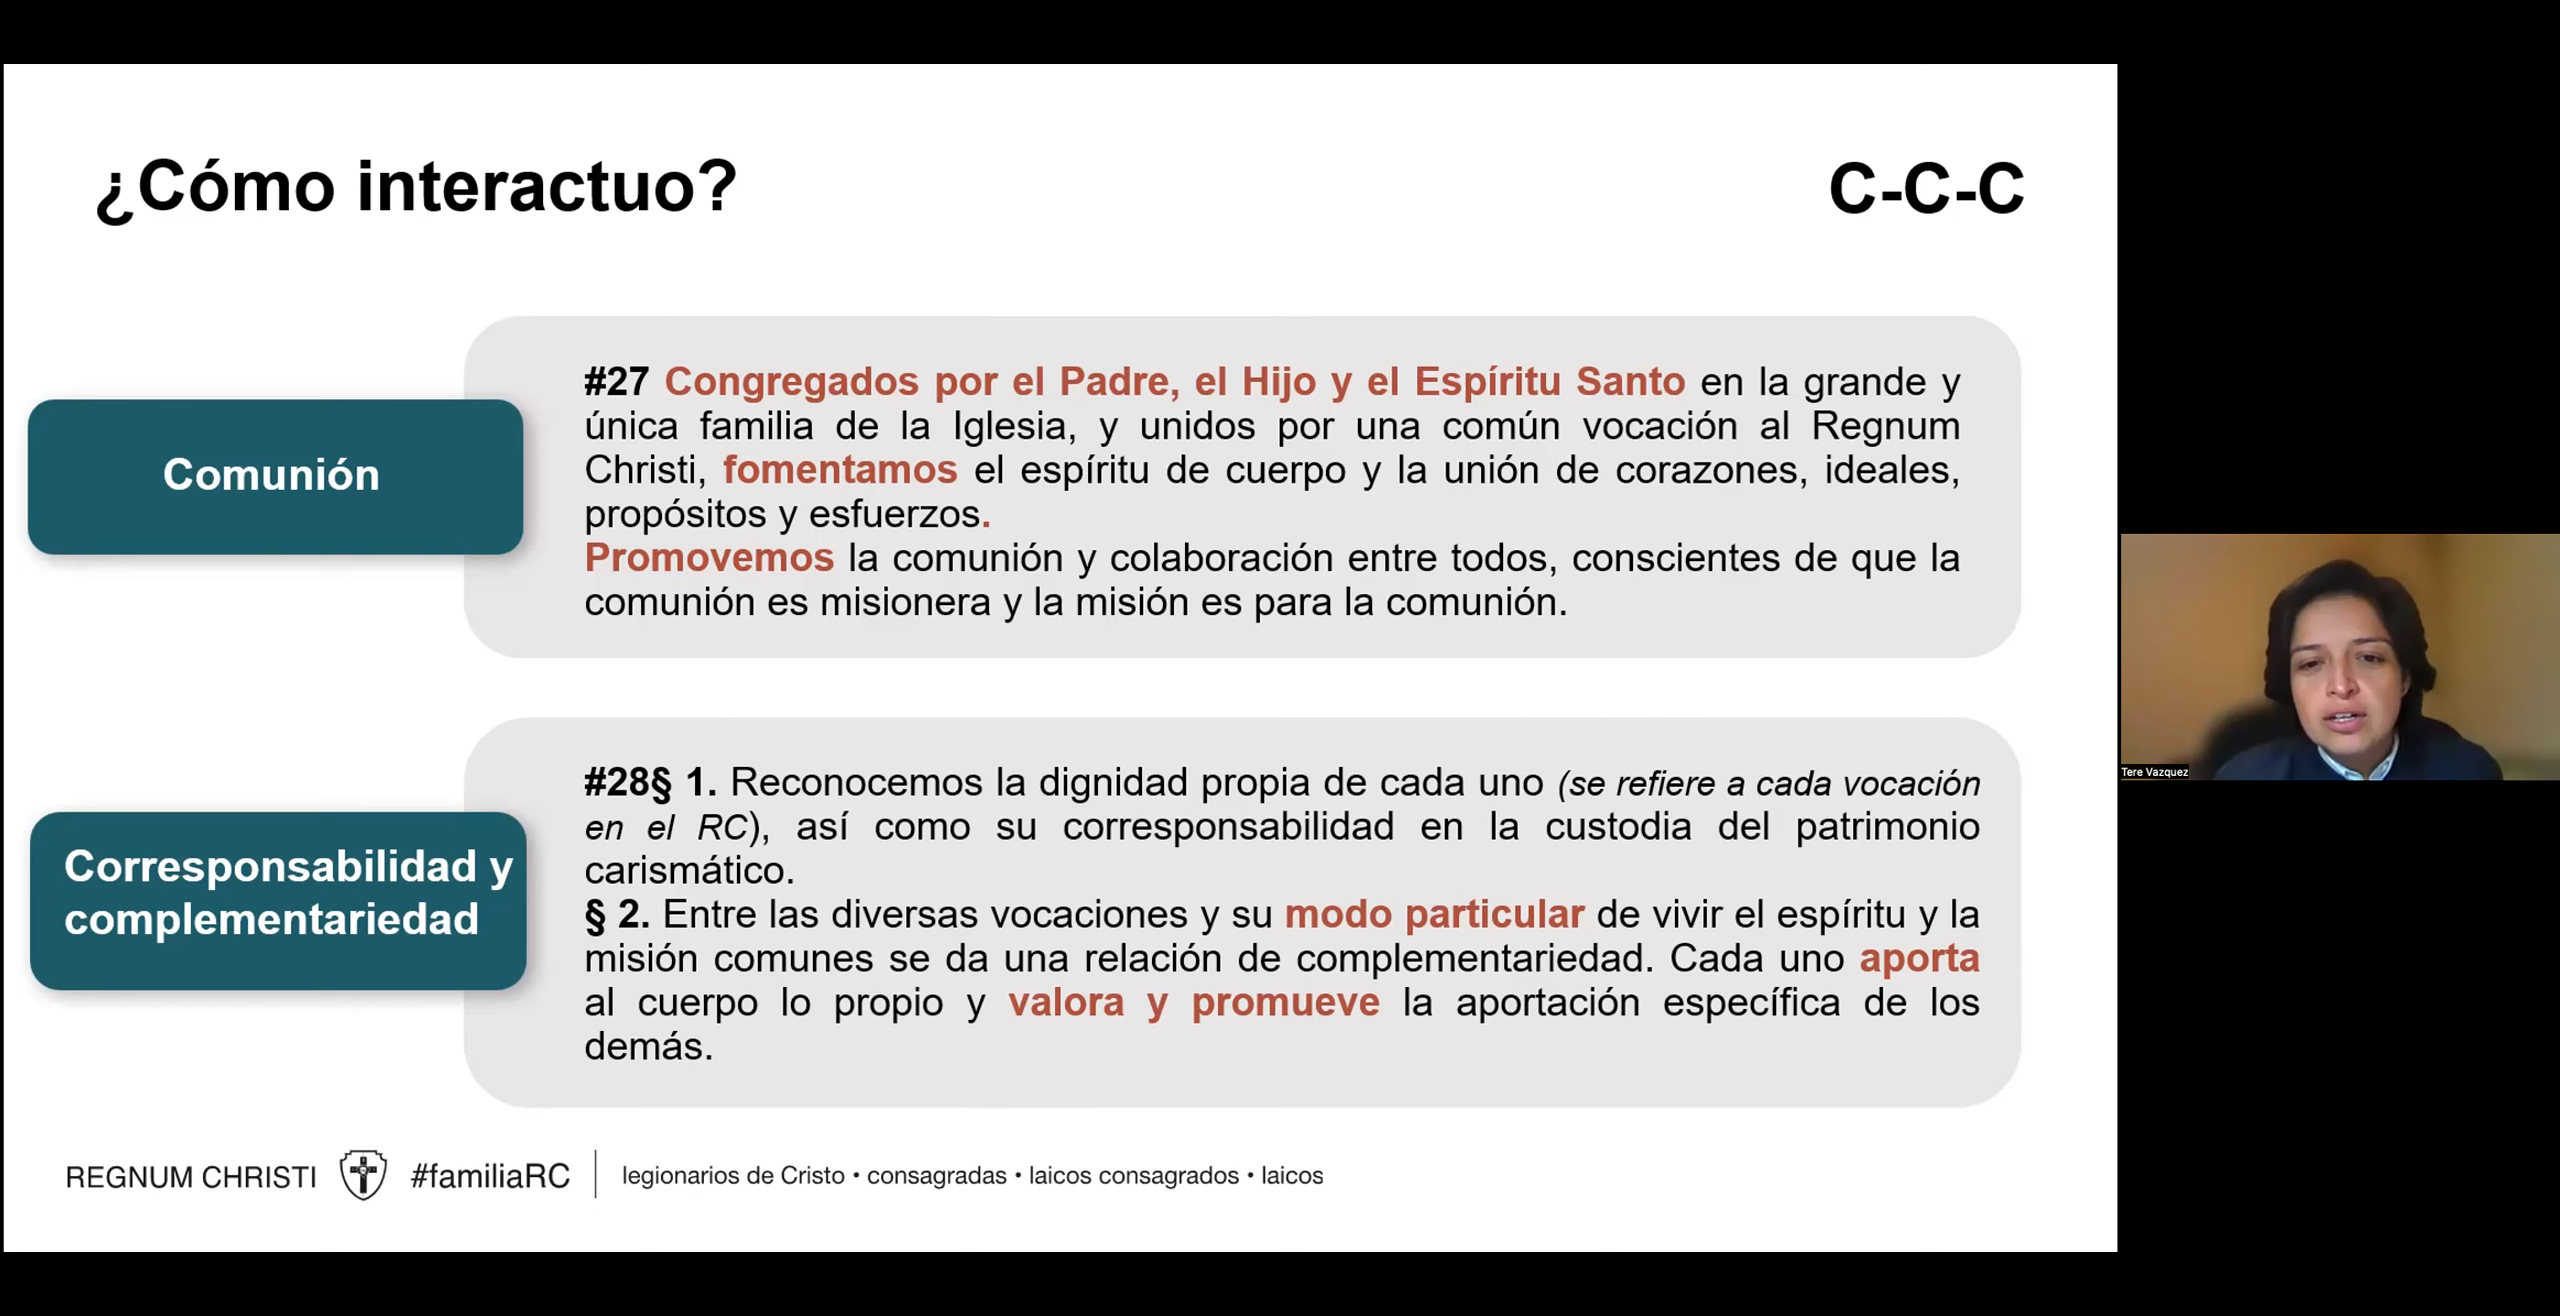 ¿Cómo interactuo?
C-C-C
Comunión
#27 Congregados por el Padre, el Hijo y el Espíritu Santo en la grande y
única familia de la Iglesia, y unidos por una común vocación al Regnum
Christi, fomentamos el espíritu de cuerpo y la unión de corazones, ideales,
propósitos y esfuerzos.
Promovemos la comunión y colaboración entre todos, conscientes de que la
comunión es misionera y la misión es para la comunión.
Corresponsabilidad y
complementariedad
#28§ 1. Reconocemos la dignidad propia de cada uno (se refiere a cada vocación
en el RC), así como su corresponsabilidad en la custodia del patrimonio
carismático.
§ 2. Entre las diversas vocaciones y su modo particular de vivir el espíritu y la
misión comunes se da una relación de complementariedad. Cada uno aporta
al cuerpo lo propio y valora y promueve la aportación específica de los
demás.
Tere Vazquez
REGNUM CHRISTI #familiaRC legionarios de Cristo • consagradas • laicos consagrados • laicos